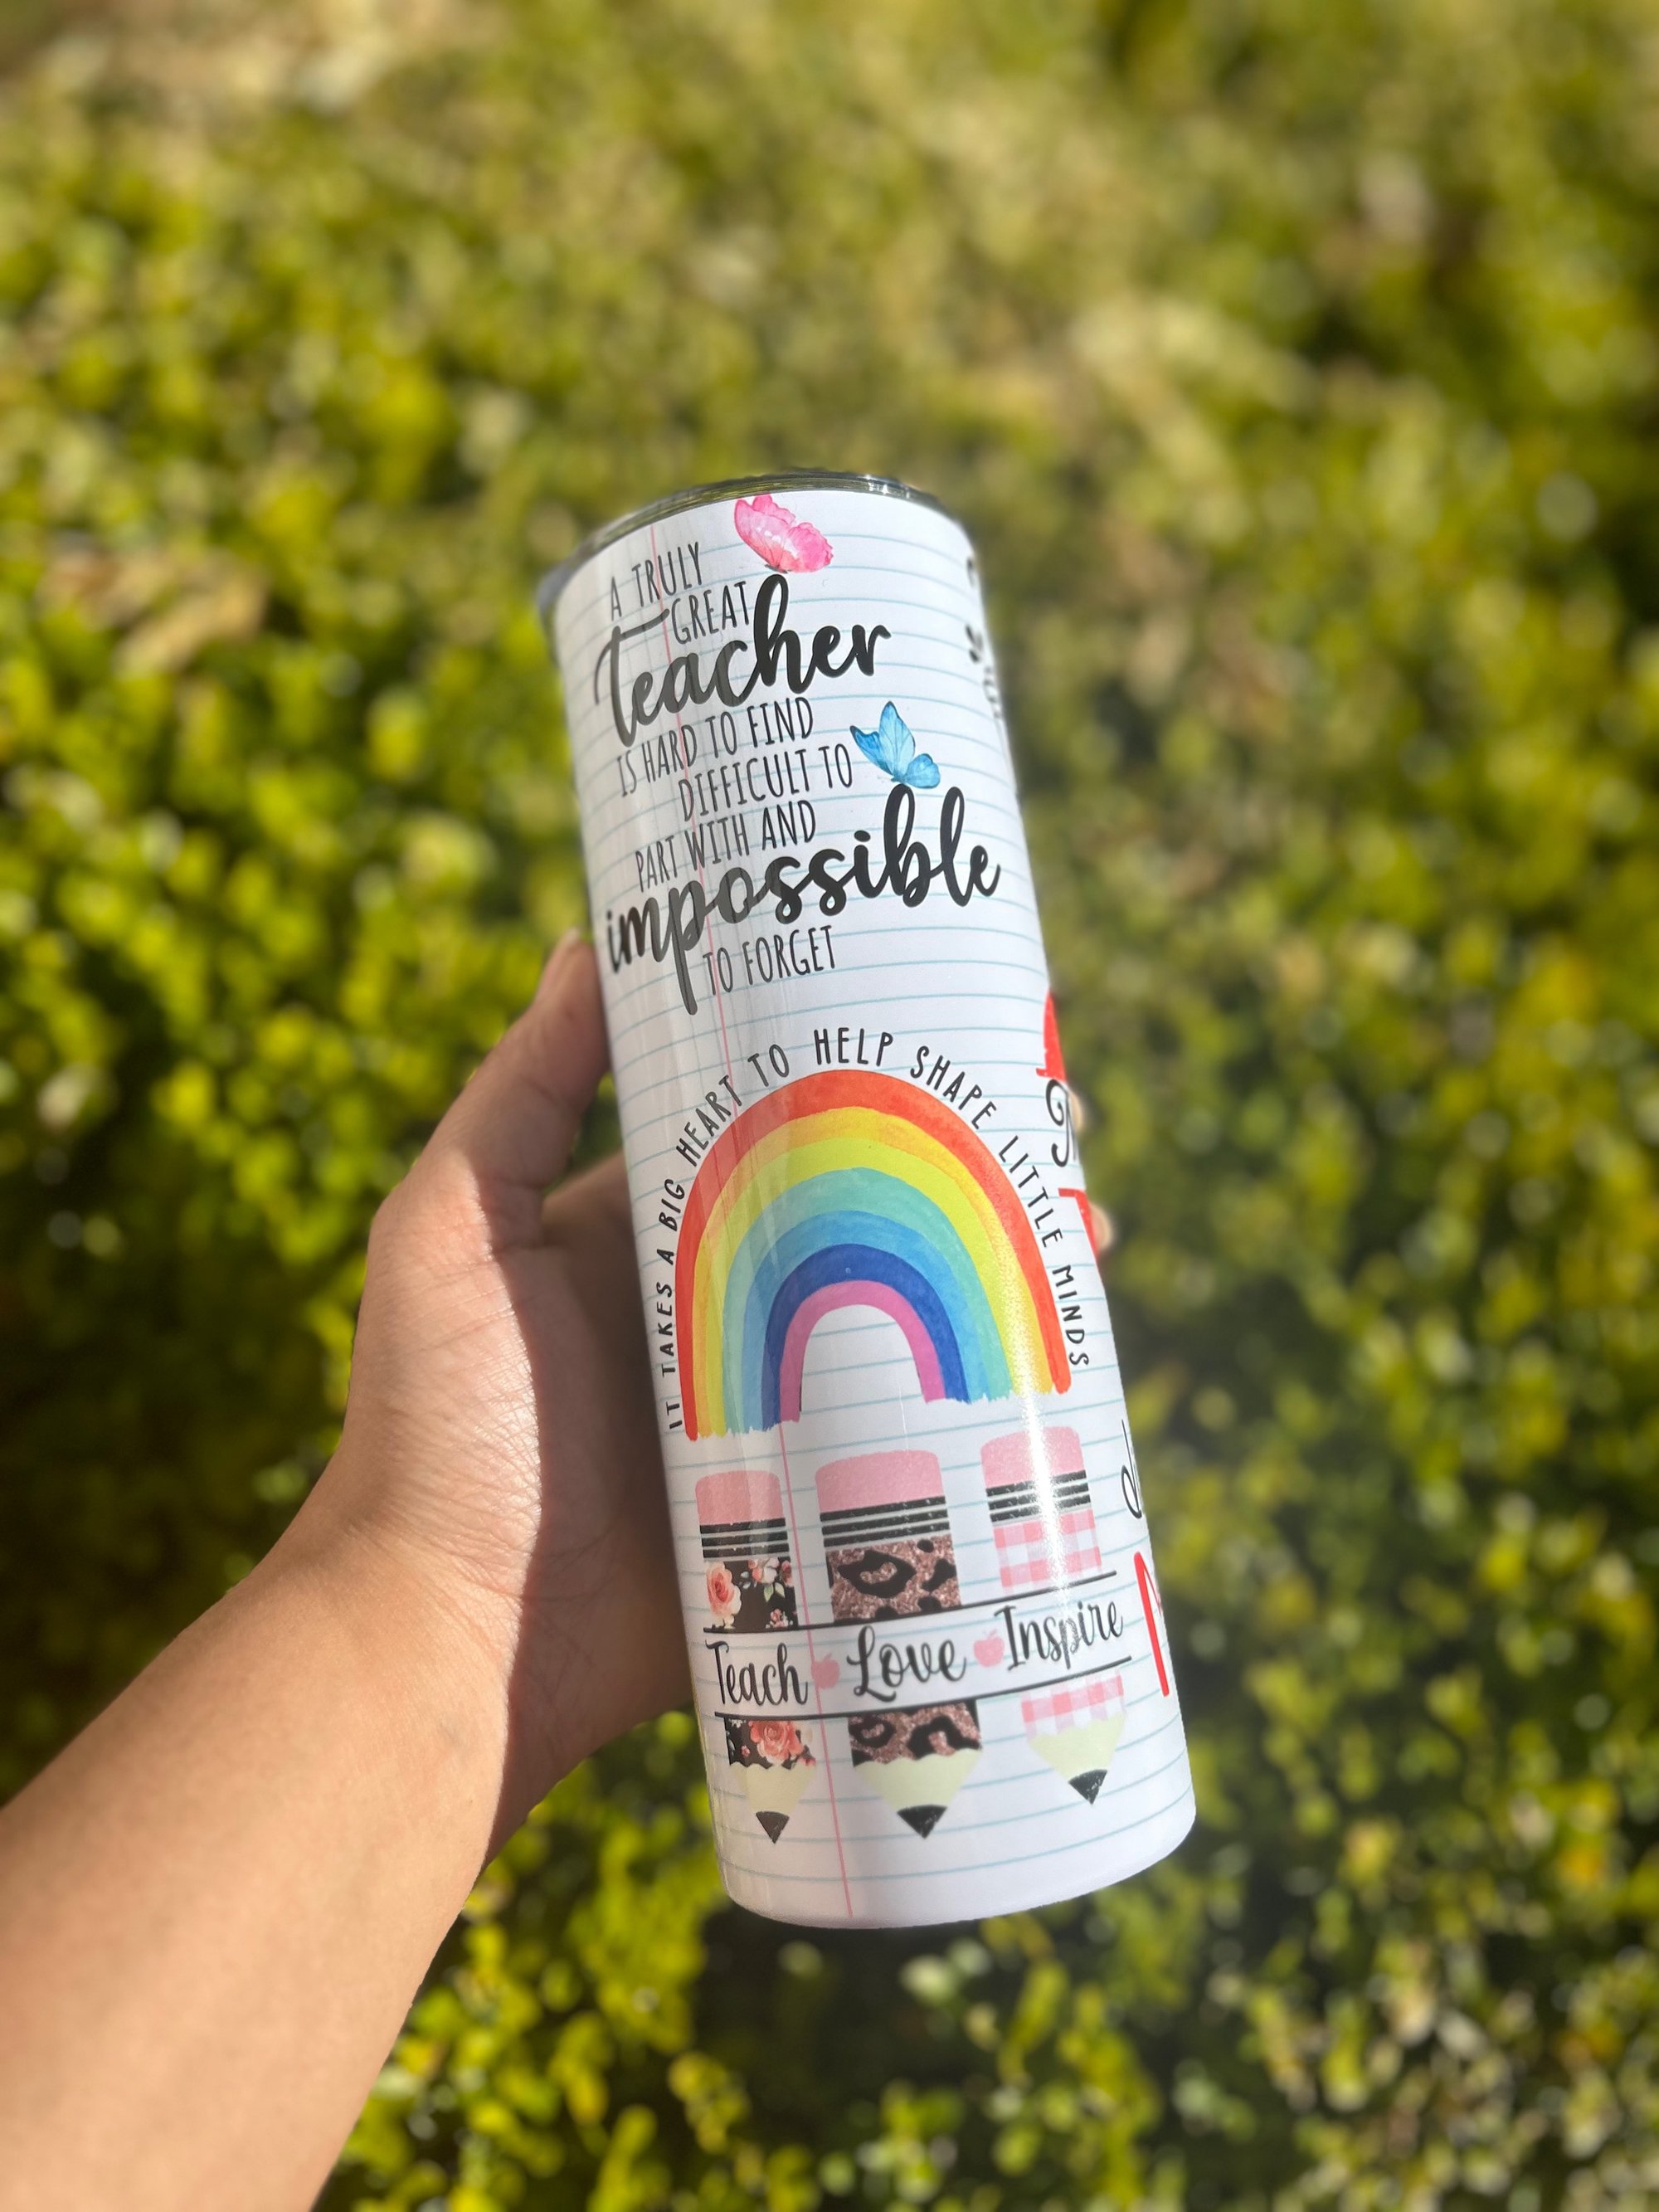 A TRULY
GREAT
Teacher
IS HARD TO FIND
DIFFICULT TO
PART WITH AND
impossible
TO FORGET
IT TAKES A BIG HEART TO HELP SHAPE LITTLE MINDS
Teach Love Inspire